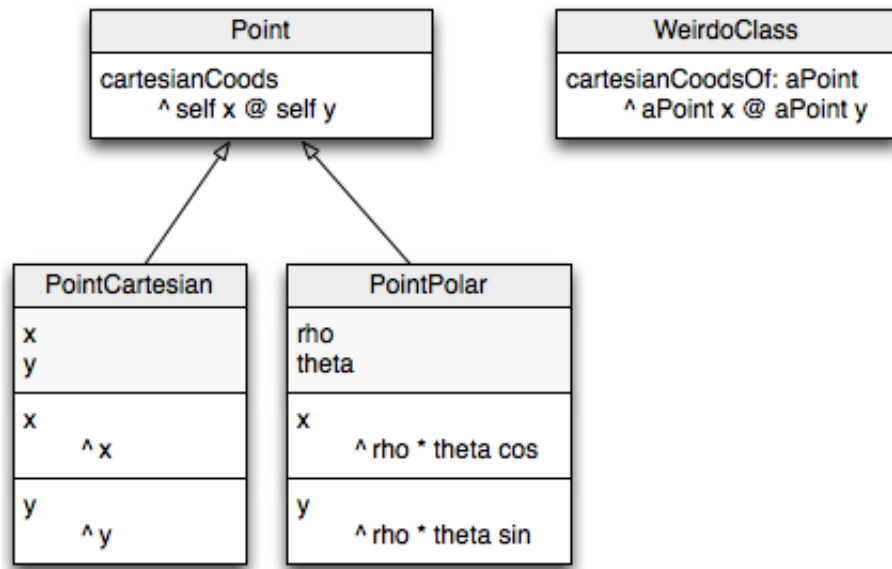 Point
cartesianCoods
^ self x @ self y
WeirdoClass
cartesianCoodsOf: aPoint
^ aPoint x @ aPoint y
PointCartesian
x
y
x
^ x
y
^ y
PointPolar
rho
theta
x
^ rho * theta cos
y
^ rho * theta sin